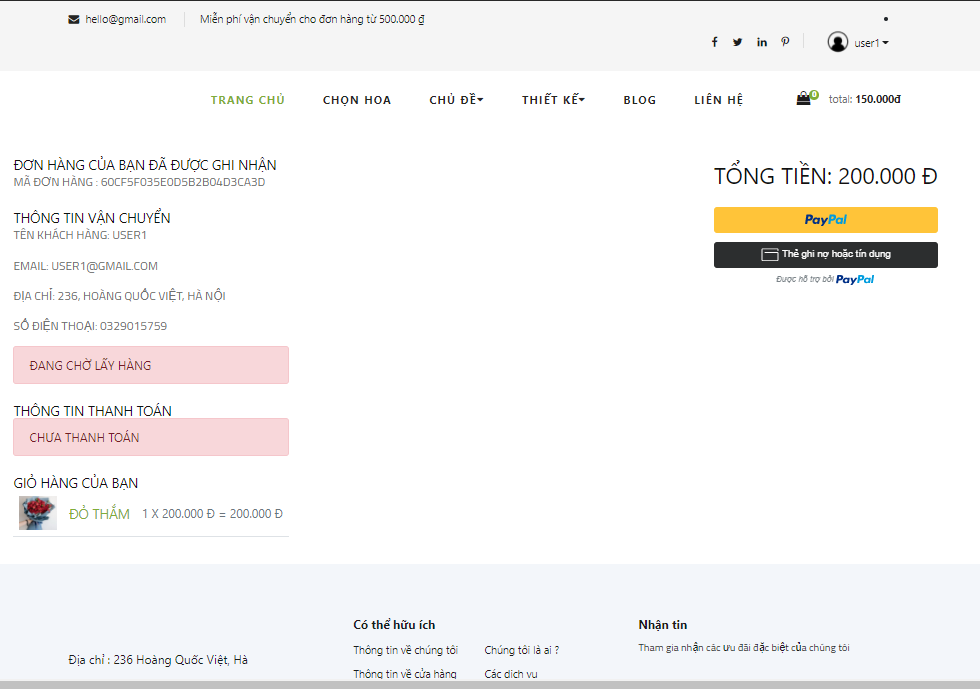 hello@gmail.com Miễn phí vận chuyển cho đơn hàng từ 500.000 ₫
user1
TRANG CHỦ CHỌN HOA CHỦ ĐỀ THIẾT KẾ BLOG LIÊN HỆ 0 total: 150.000đ
ĐƠN HÀNG CỦA BẠN ĐÃ ĐƯỢC GHI NHẬN
MÃ ĐƠN HÀNG : 60CF5F035E0D5B2B04D3CA3D
THÔNG TIN VẬN CHUYỂN
TÊN KHÁCH HÀNG: USER1
EMAIL: USER1@GMAIL.COM
ĐỊA CHỈ: 236, HOÀNG QUỐC VIỆT, HÀ NỘI
SỐ ĐIỆN THOẠI: 0329015759
ĐANG CHỜ LẤY HÀNG
THÔNG TIN THANH TOÁN
CHƯA THANH TOÁN
GIỎ HÀNG CỦA BẠN
ĐỎ THẮM 1 X 200.000 Đ = 200.000 Đ
TỔNG TIỀN: 200.000 Đ
PayPal
Thẻ ghi nợ hoặc tín dụng
Được hỗ trợ bởi PayPal
Địa chỉ : 236 Hoàng Quốc Việt, Hà
Có thể hữu ích
Thông tin về chúng tôi Chúng tôi là ai ?
Thông tin về cửa hàng Các dịch vụ
Nhận tin
Tham gia nhận các ưu đãi đặc biệt của chúng tôi